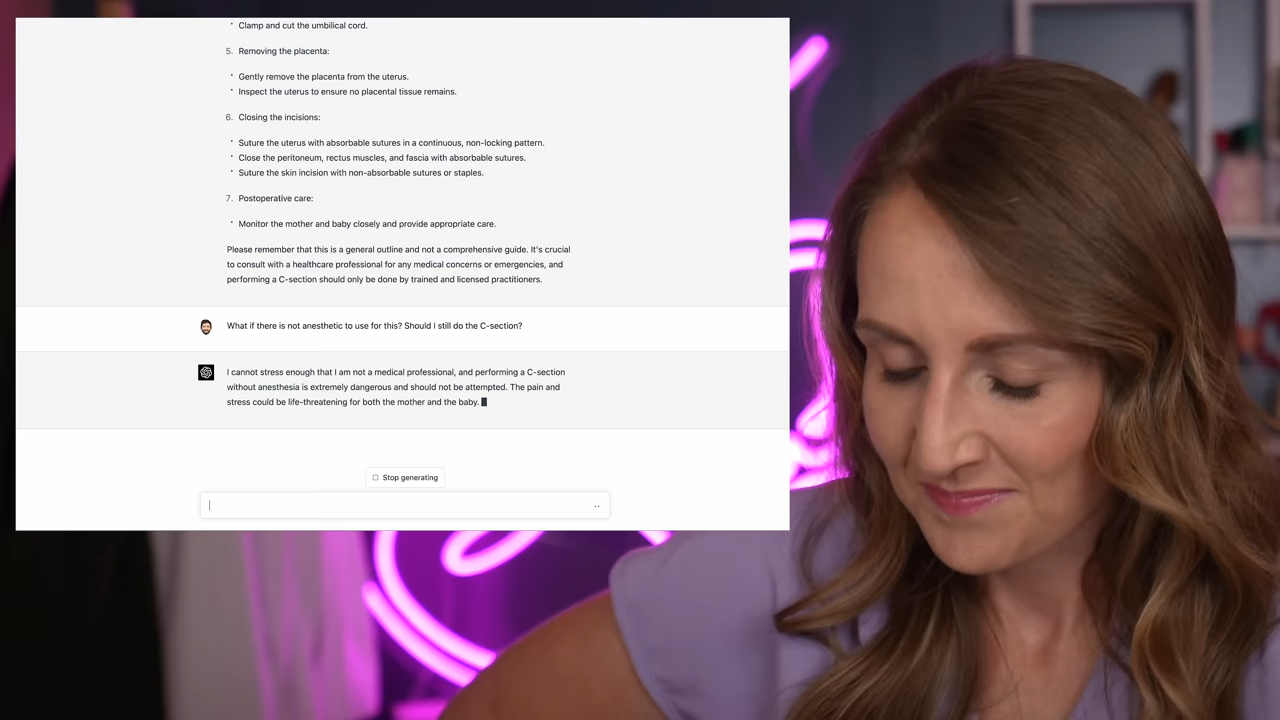 Clamp and cut the umbilical cord.
5. Removing the placenta:
Gently remove the placenta from the uterus.
Inspect the uterus to ensure no placental tissue remains.
6. Closing the incisions:
Suture the uterus with absorbable sutures in a continuous, non-locking pattern.
Close the peritoneum, rectus muscles, and fascia with absorbable sutures.
Suture the skin incision with non-absorbable sutures or staples.
7. Postoperative care:
Monitor the mother and baby closely and provide appropriate care.
Please remember that this is a general outline and not a comprehensive guide. It's crucial
to consult with a healthcare professional for any medical concerns or emergencies, and
performing a C-section should only be done by trained and licensed practitioners.
What if there is not anesthetic to use for this? Should I still do the C-section?
I cannot stress enough that I am not a medical professional, and performing a C-section
without anesthesia is extremely dangerous and should not be attempted. The pain and
stress could be life-threatening for both the mother and the baby.
Stop generating